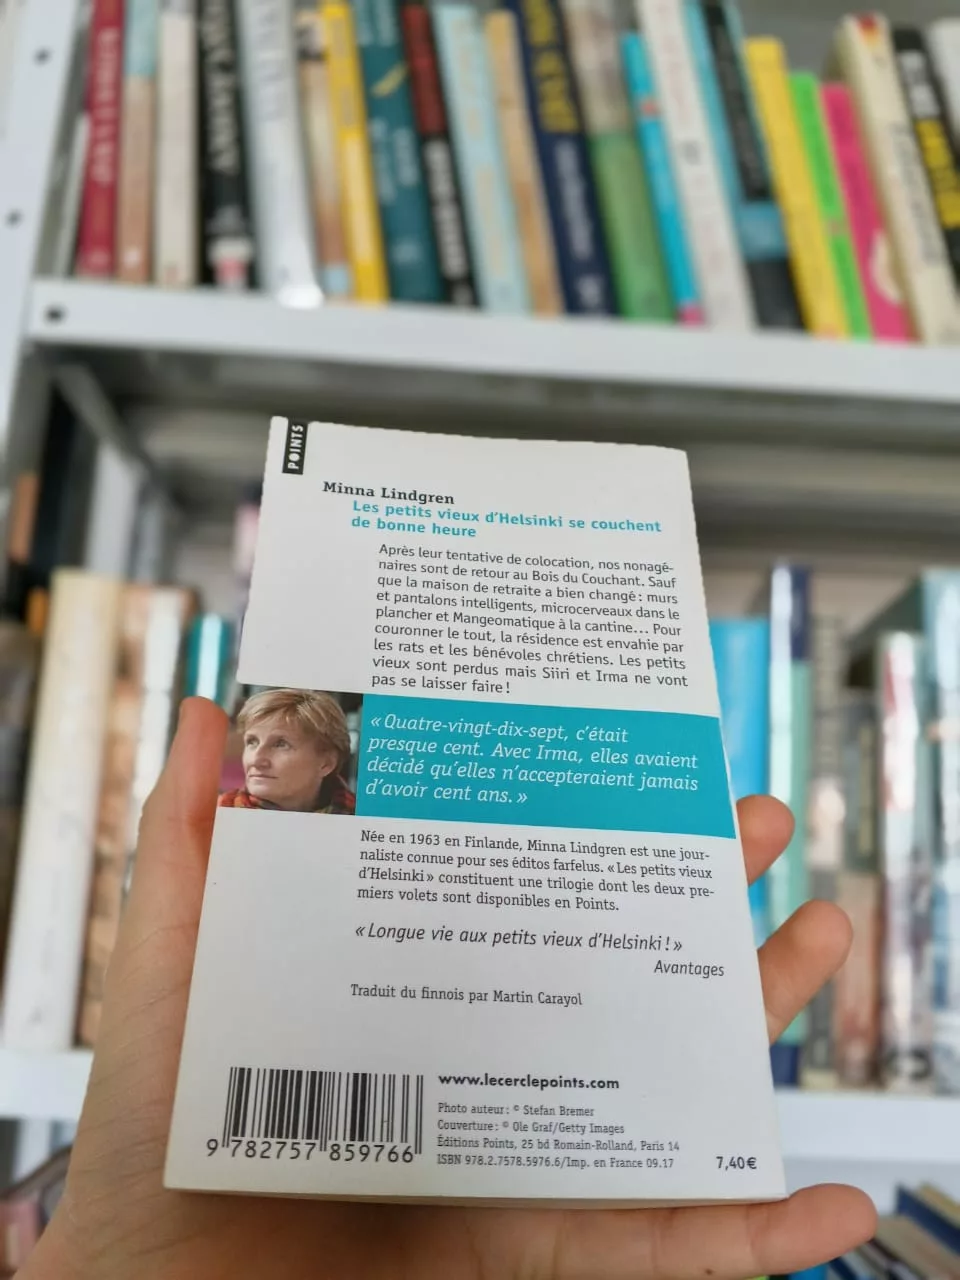 POINTS
Minna Lindgren
Les petits vieux d'Helsinki se couchent
de bonne heure
Après leur tentative de colocation, nos nonagé-
naires sont de retour au Bois du Couchant. Sauf
que la maison de retraite a bien changé : murs
et pantalons intelligents, microcerveaux dans le
plancher et Mangeomatique à la cantine... Pour
couronner le tout, la résidence est envahie par
les rats et les bénévoles chrétiens. Les petits
vieux sont perdus mais Siiri et Irma ne vont
pas se laisser faire !
« Quatre-vingt-dix-sept, c'était
presque cent. Avec Irma, elles avaient
décidé qu'elles n'accepteraient jamais
d'avoir cent ans. »
Née en 1963 en Finlande, Minna Lindgren est une jour-
naliste connue pour ses éditos farfelus. « Les petits vieux
d'Helsinki » constituent une trilogie dont les deux pre-
miers volets sont disponibles en Points.
« Longue vie aux petits vieux d'Helsinki ! »
Avantages
Traduit du finnois par Martin Carayol
www.lecerclepoints.com
Photo auteur : © Stefan Bremer
Couverture : © Ole Graf/Getty Images
Éditions Points, 25 bd Romain-Rolland, Paris 14
ISBN 978.2.7578.5976.6/Imp. en France 09.17
7,40€
9 782757 859766